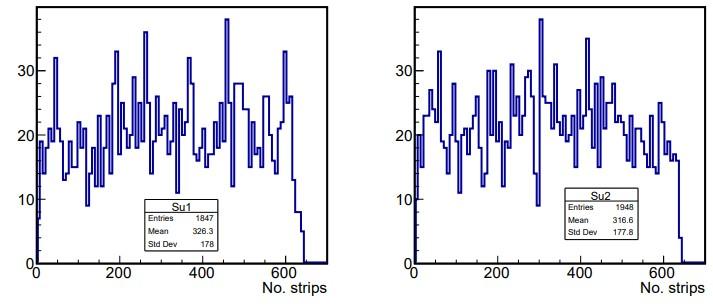 30
20
10
0
0 200 400 600
No. strips
Su1
Entries 1847
Mean 326.3
Std Dev 178
30
20
10
0
0 200 400 600
No. strips
Su2
Entries 1948
Mean 316.6
Std Dev 177.8